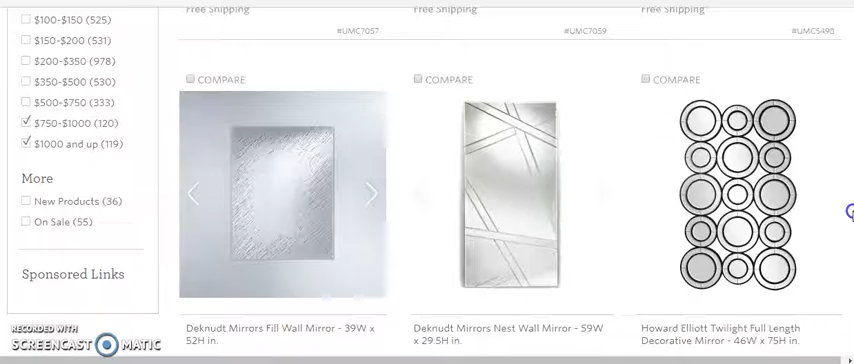 $100-$150 (525)
$150-$200 (531)
$200-$350 (978)
$350-$500 (530)
$500-$750 (333)
$750-$1000 (120)
$1000 and up (119)
More
New Products (36)
On Sale (55)
Sponsored Links
Free Shipping
#UMC7057
COMPARE
Deknudt Mirrors Fill Wall Mirror - 39W x
52H in.
Free Shipping
#UMC7059
COMPARE
Deknudt Mirrors Nest Wall Mirror - 59W
x 29.5H in.
Free Shipping*
#UMC5498
COMPARE
Howard Elliott Twilight Full Length
Decorative Mirror - 46W x 75H in.
RECORDED WITH
SCREENCAST MATIC